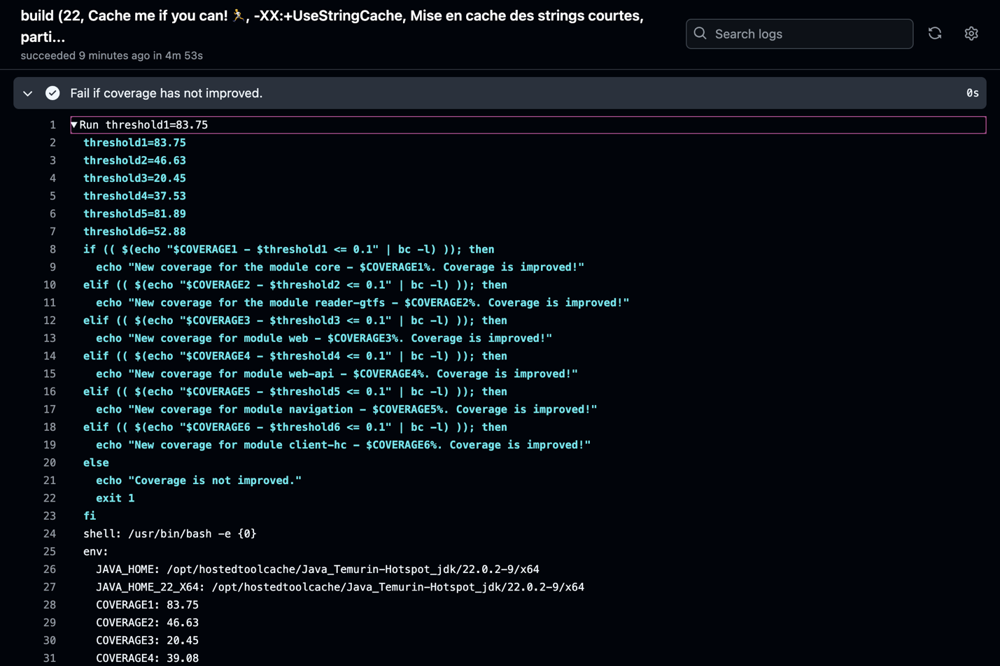 build (22, Cache me if you can! 🏃, -XX:+UseStringCache, Mise en cache des strings courtes,
parti...
succeeded 9 minutes ago in 4m 53s
Search logs
Fail if coverage has not improved.
0s
1 ▼Run threshold1=83.75
2 threshold1=83.75
3 threshold2=46.63
4 threshold3=20.45
5 threshold4=37.53
6 threshold5=81.89
7 threshold6=52.88
8 if (( $(echo "$COVERAGE1 - $threshold1 <= 0.1" | bc -l) )); then
9   echo "New coverage for the module core - $COVERAGE1%. Coverage is improved!"
10 elif (( $(echo "$COVERAGE2 - $threshold2 <= 0.1" | bc -l) )); then
11   echo "New coverage for the module reader-gtfs - $COVERAGE2%. Coverage is improved!"
12 elif (( $(echo "$COVERAGE3 - $threshold3 <= 0.1" | bc -l) )); then
13   echo "New coverage for module web - $COVERAGE3%. Coverage is improved!"
14 elif (( $(echo "$COVERAGE4 - $threshold4 <= 0.1" | bc -l) )); then
15   echo "New coverage for module web-api - $COVERAGE4%. Coverage is improved!"
16 elif (( $(echo "$COVERAGE5 - $threshold5 <= 0.1" | bc -l) )); then
17   echo "New coverage for module navigation - $COVERAGE5%. Coverage is improved!"
18 elif (( $(echo "$COVERAGE6 - $threshold6 <= 0.1" | bc -l) )); then
19   echo "New coverage for module client-hc - $COVERAGE6%. Coverage is improved!"
20 else
21   echo "Coverage is not improved."
22   exit 1
23 fi
24 shell: /usr/bin/bash -e {0}
25 env:
26   JAVA_HOME: /opt/hostedtoolcache/Java_Temurin-Hotspot_jdk/22.0.2-9/x64
27   JAVA_HOME_22_X64: /opt/hostedtoolcache/Java_Temurin-Hotspot_jdk/22.0.2-9/x64
28   COVERAGE1: 83.75
29   COVERAGE2: 46.63
30   COVERAGE3: 20.45
31   COVERAGE4: 39.08